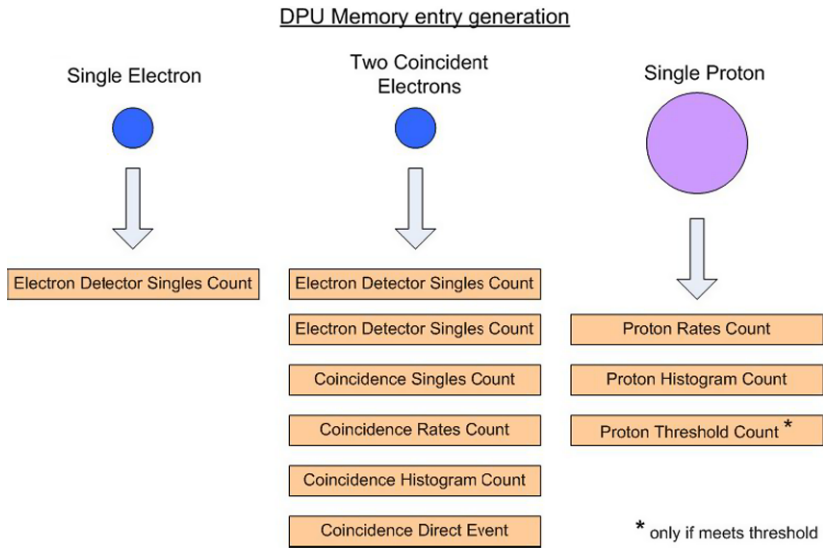 DPU Memory entry generation
Single Electron
Electron Detector Singles Count
Two Coincident
Electrons
Electron Detector Singles Count
Electron Detector Singles Count
Coincidence Singles Count
Coincidence Rates Count
Coincidence Histogram Count
Coincidence Direct Event
Single Proton
Proton Rates Count
Proton Histogram Count
Proton Threshold Count *
* only if meets threshold